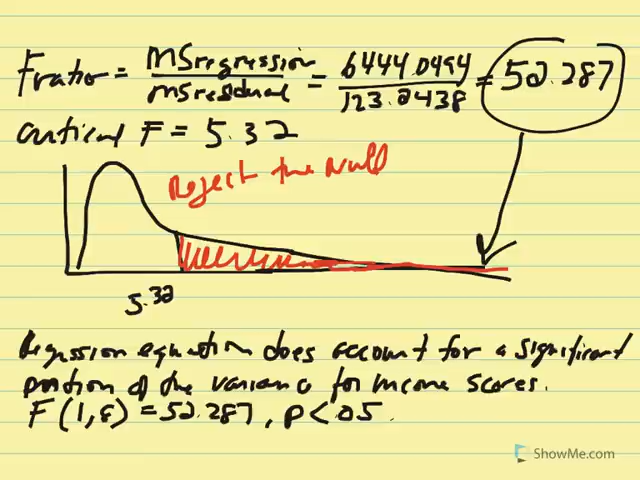 Fratio = MSregression / MSresidual = 6444.0494 / 123.2438 = 52.287
critical F = 5.32
Reject the Null
5.32
Regression equation does account for a significant
portion of the variance for income scores.
F (1,8) = 52.287, p < .05
ShowMe.com